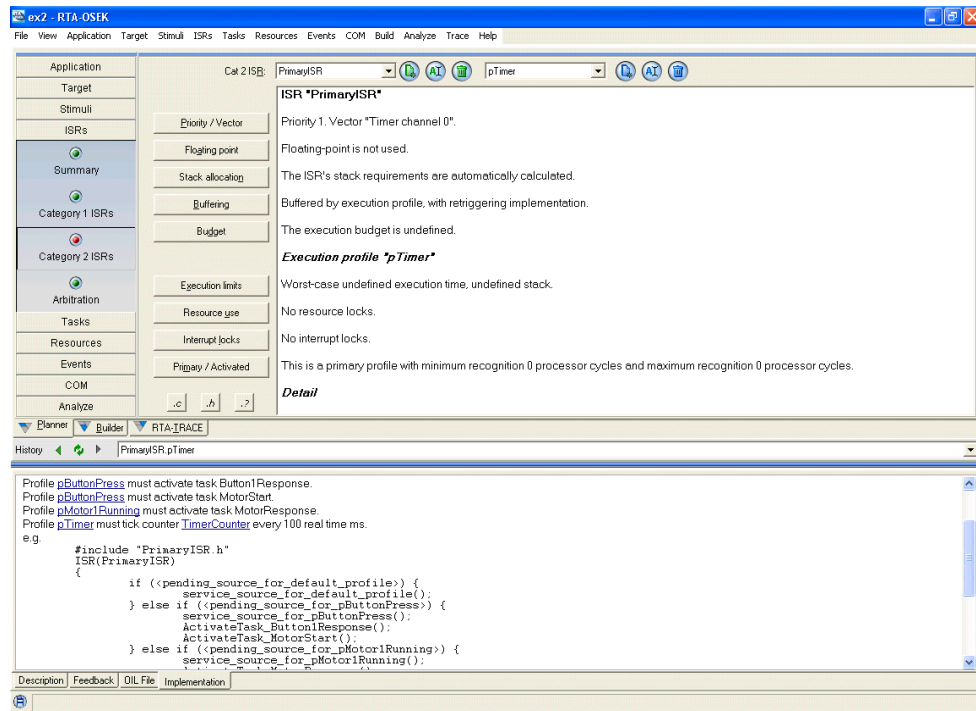 ex2 - RTA-OSEK
File View Application Target Stimuli ISRs Tasks Resources Events COM Build Analyze Trace Help
Application
Target
Stimuli
ISRs
Summary
Category 1 ISRs
Category 2 ISRs
Arbitration
Tasks
Resources
Events
COM
Analyze
Cat 2 ISR: PrimaryISR pTimer
ISR "PrimaryISR"
Priority / Vector Priority 1. Vector "Timer channel 0".
Floating point Floating-point is not used.
Stack allocation The ISR's stack requirements are automatically calculated.
Buffering Buffered by execution profile, with retriggering implementation.
Budget The execution budget is undefined.
Execution profile "pTimer"
Execution limits Worst-case undefined execution time, undefined stack.
Resource use No resource locks.
Interrupt locks No interrupt locks.
Primary / Activated This is a primary profile with minimum recognition 0 processor cycles and maximum recognition 0 processor cycles.
Detail
.c .h .?
Planner Builder RTA-TRACE
History PrimaryISR.pTimer
Profile pButtonPress must activate task Button1Response.
Profile pButtonPress must activate task MotorStart.
Profile pMotor1Running must activate task MotorResponse.
Profile pTimer must tick counter TimerCounter every 100 real time ms.
e.g.
#include "PrimaryISR.h"
ISR(PrimaryISR)
{
if (<pending_source_for_default_profile>) {
service_source_for_default_profile();
} else if (<pending_source_for_pButtonPress>) {
service_source_for_pButtonPress();
ActivateTask_Button1Response();
ActivateTask_MotorStart();
} else if (<pending_source_for_pMotor1Running>) {
service_source_for_pMotor1Running();
Description Feedback OIL File Implementation